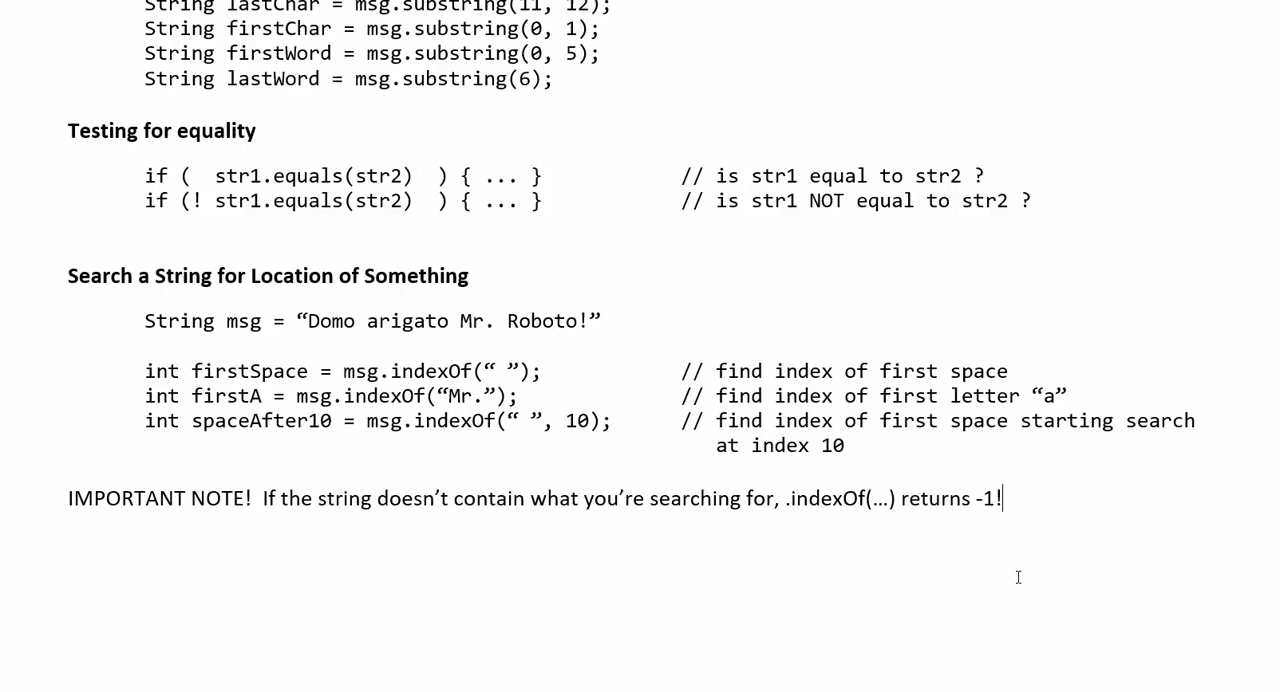 String lastChar = msg.substring(11, 12);
String firstChar = msg.substring(0, 1);
String firstWord = msg.substring(0, 5);
String lastWord = msg.substring(6);
Testing for equality
if (  str1.equals(str2)  ) { ... }  // is str1 equal to str2 ?
if (! str1.equals(str2)  ) { ... }  // is str1 NOT equal to str2 ?
Search a String for Location of Something
String msg = “Domo arigato Mr. Roboto!”
int firstSpace = msg.indexOf(“ ”);  // find index of first space
int firstA = msg.indexOf(“Mr.”);  // find index of first letter “a”
int spaceAfter10 = msg.indexOf(“ ”, 10);  // find index of first space starting search
at index 10
IMPORTANT NOTE!  If the string doesn’t contain what you’re searching for, .indexOf(…) returns -1!